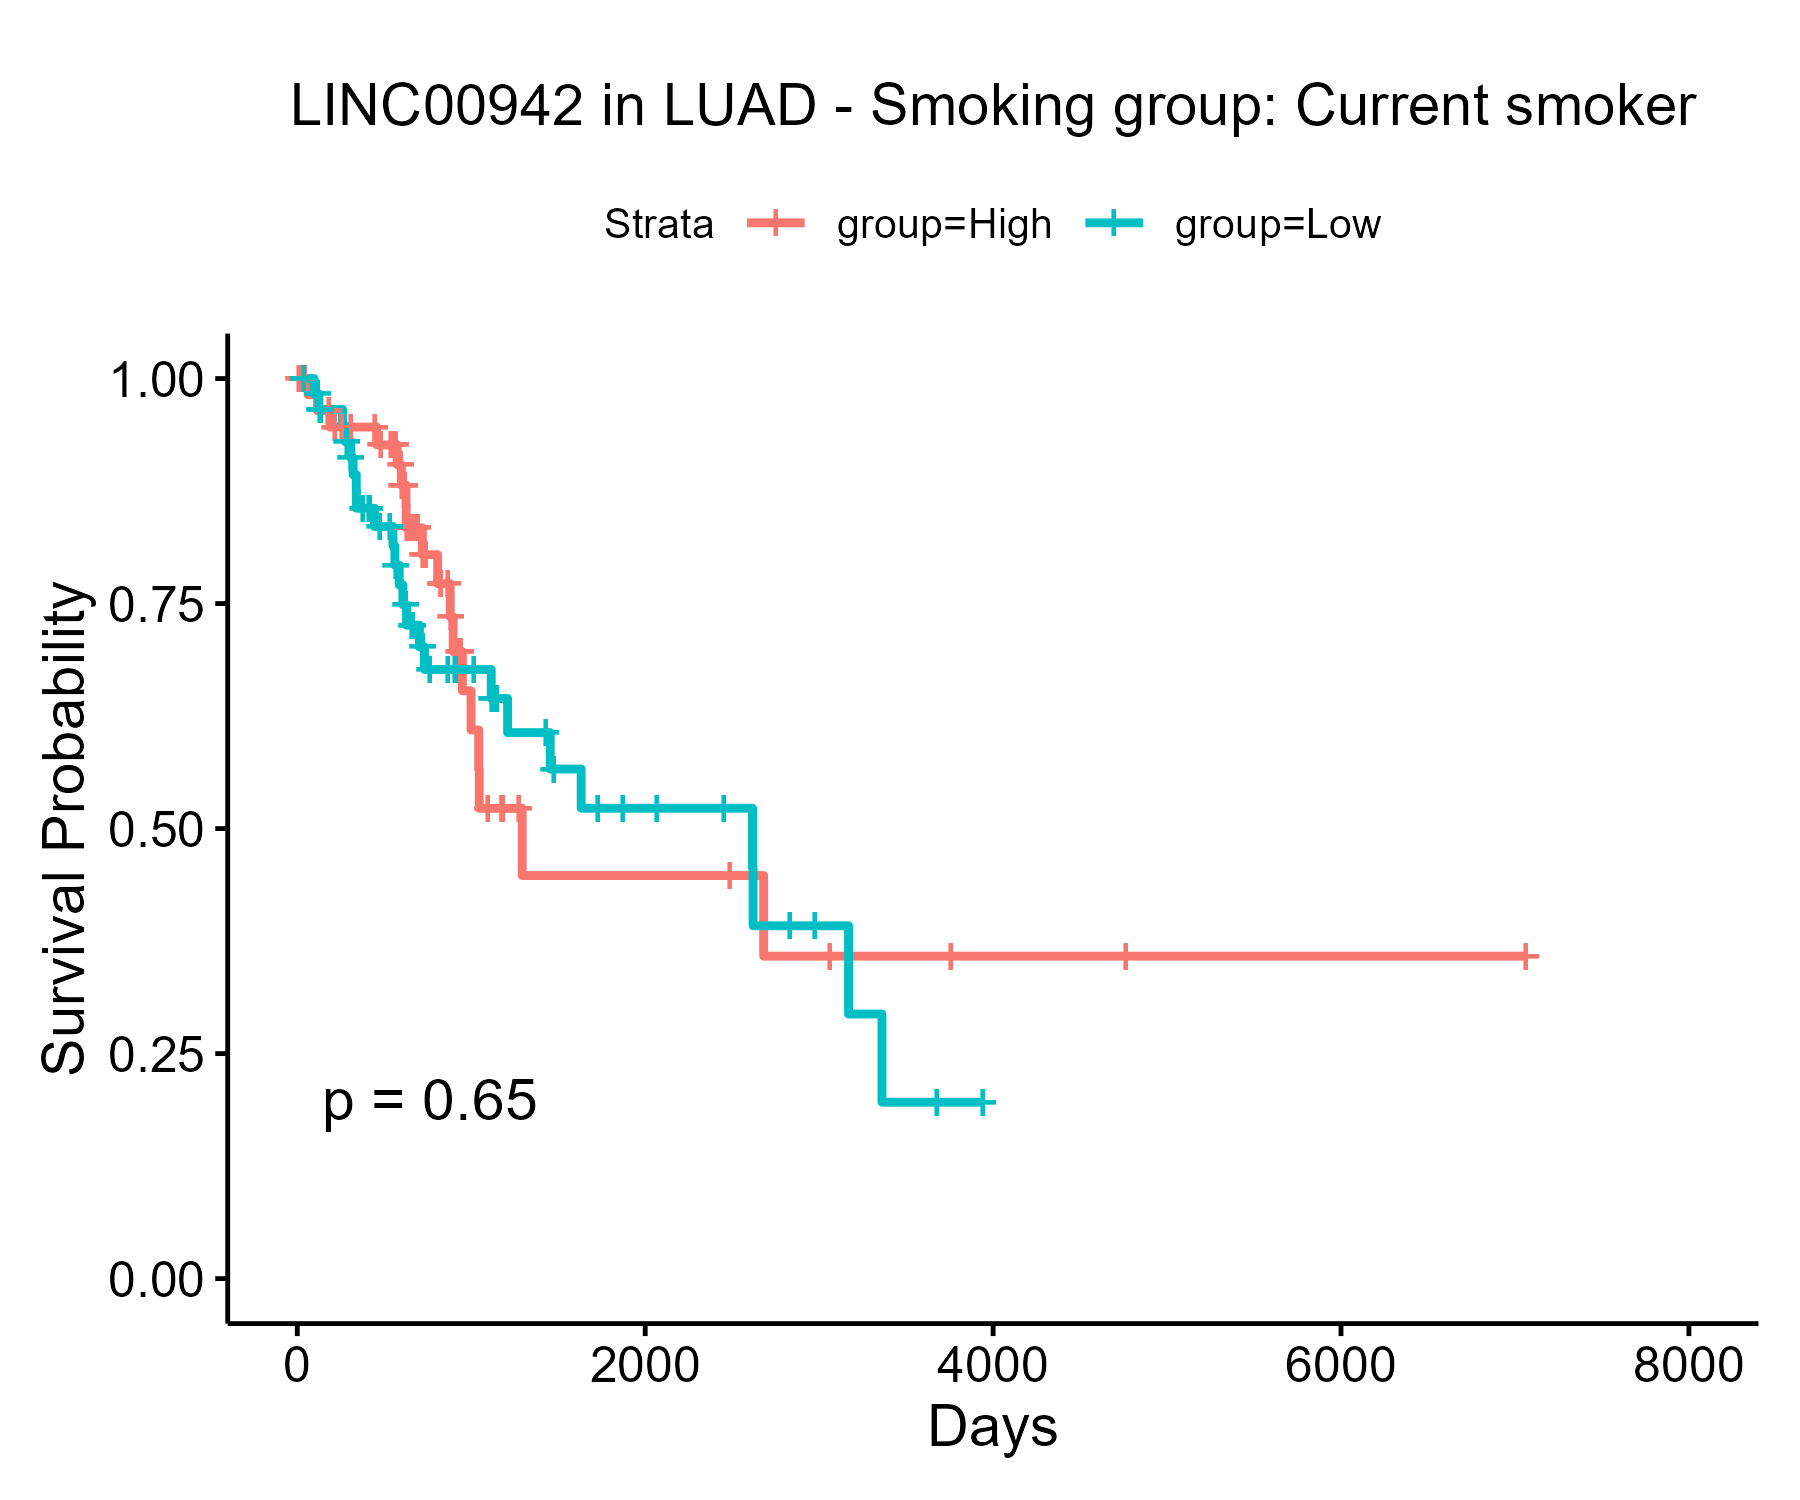 LINC00942 in LUAD - Smoking group: Current smoker
Strata group=High group=Low
Survival Probability
1.00
0.75
0.50
0.25
0.00
p = 0.65
0 2000 4000 6000 8000
Days